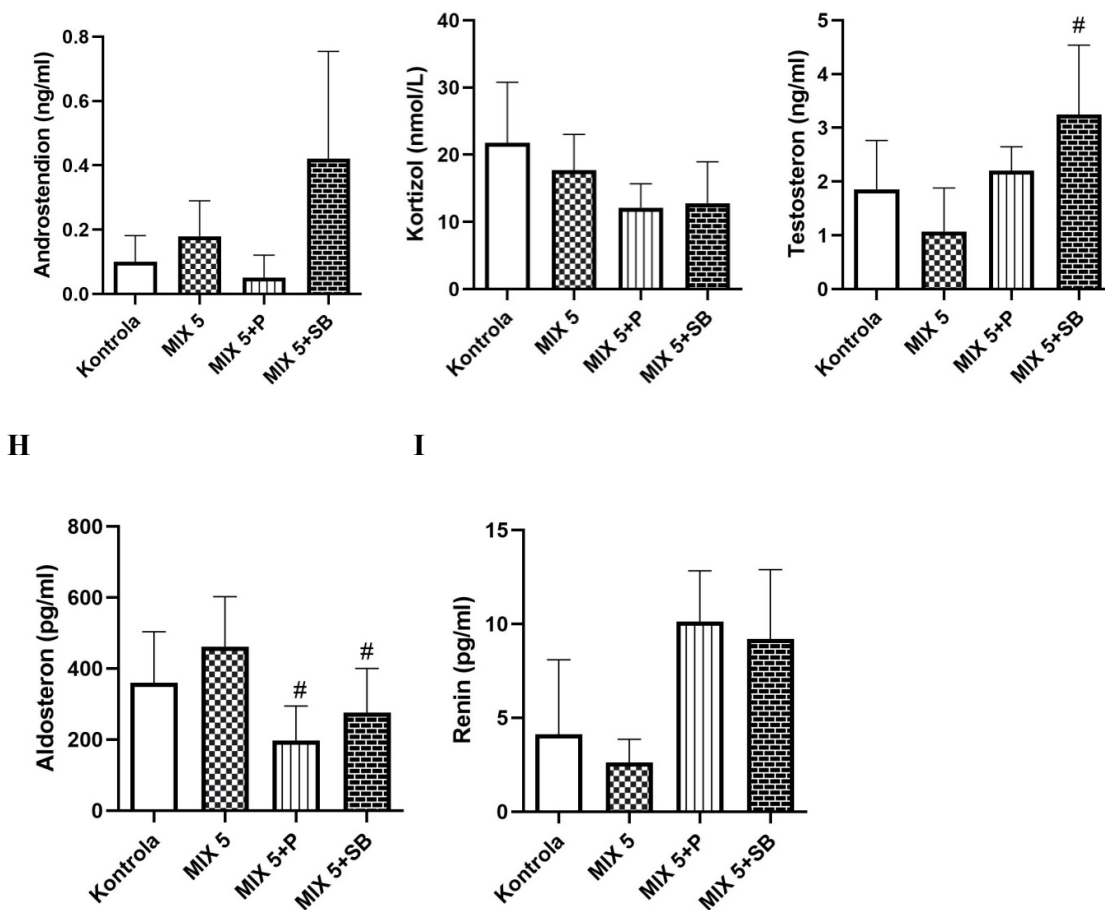 Androstendion (ng/ml)
0.8
0.6
0.4
0.2
0.0
Kontrola
MIX 5
MIX 5+P
MIX 5+SB
Kortizol (nmol/L)
40
30
20
10
0
Kontrola
MIX 5
MIX 5+P
MIX 5+SB
Testosteron (ng/ml)
5
4
3
2
1
0
#
Kontrola
MIX 5
MIX 5+P
MIX 5+SB
H
I
Aldosteron (pg/ml)
800
600
400
200
0
#
#
Kontrola
MIX 5
MIX 5+P
MIX 5+SB
Renin (pg/ml)
15
10
5
0
Kontrola
MIX 5
MIX 5+P
MIX 5+SB